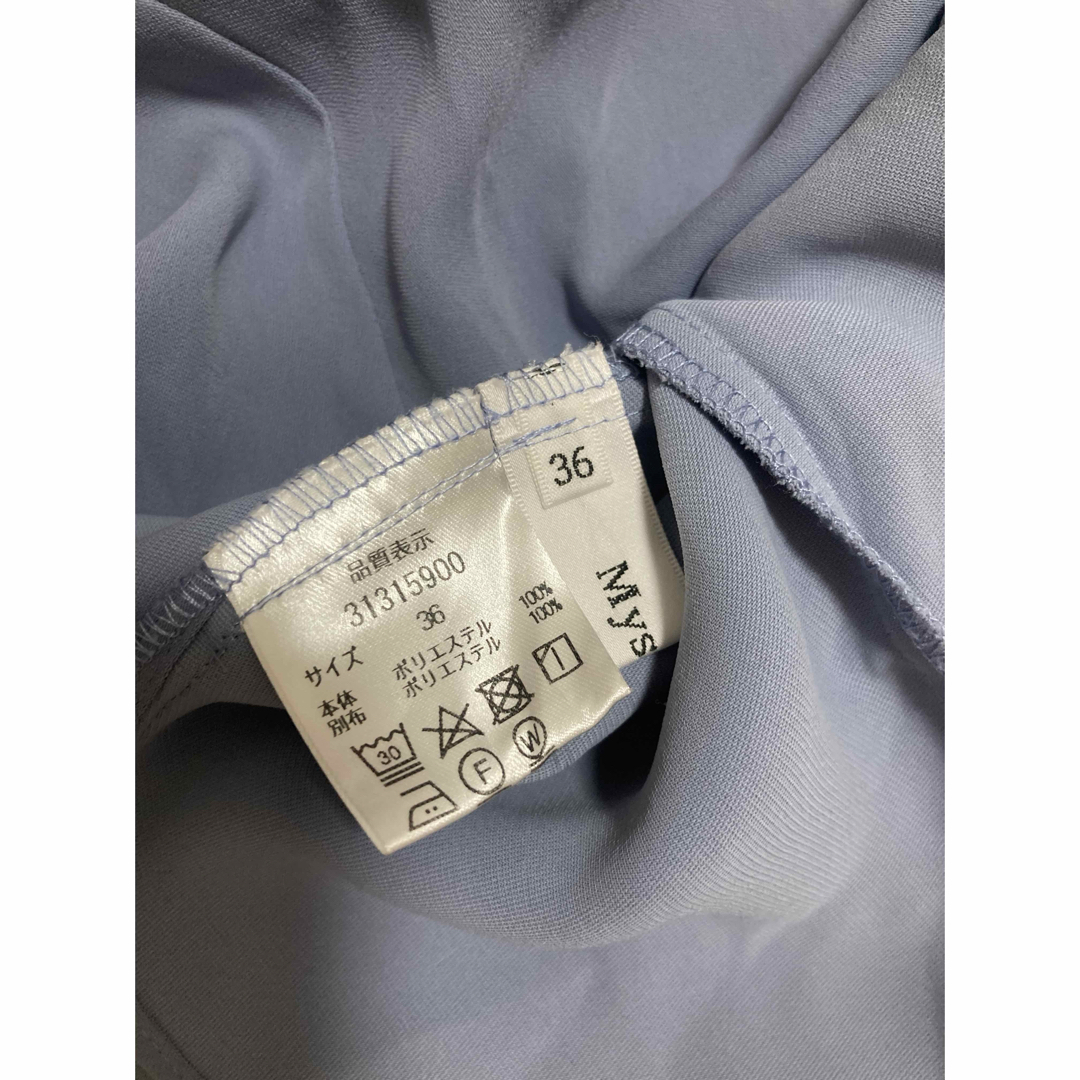 品質表示
31315900
サイズ 36
本体 ポリエステル 100%
別布 ポリエステル 100%
30
F
W
36
Mys